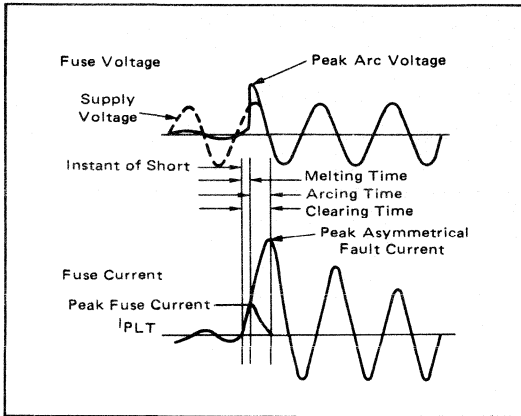 Fuse Voltage
Peak Arc Voltage
Supply
Voltage
Instant of Short
Melting Time
Arcing Time
Clearing Time
Peak Asymmetrical
Fault Current
Fuse Current
Peak Fuse Current
IPLT